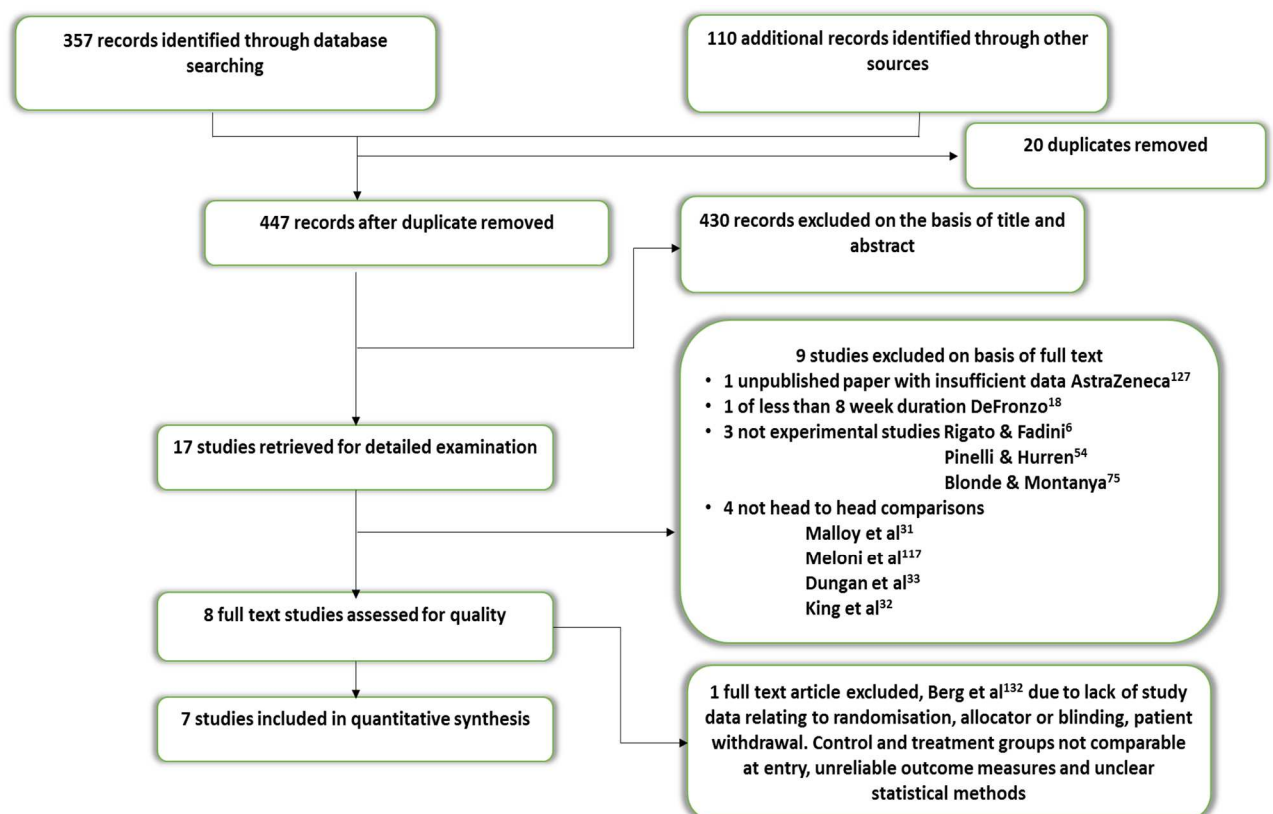 357 records identified through database
searching
110 additional records identified through other
sources
20 duplicates removed
447 records after duplicate removed
430 records excluded on the basis of title and
abstract
9 studies excluded on basis of full text
• 1 unpublished paper with insufficient data AstraZeneca¹²⁷
• 1 of less than 8 week duration DeFronzo¹⁸
• 3 not experimental studies Rigato & Fadini⁶
Pinelli & Hurren⁵⁴
Blonde & Montanya⁷⁵
• 4 not head to head comparisons
Malloy et al³¹
Meloni et al¹¹⁷
Dungan et al³³
King et al³²
17 studies retrieved for detailed examination
8 full text studies assessed for quality
1 full text article excluded, Berg et al¹³² due to lack of study
data relating to randomisation, allocator or blinding, patient
withdrawal. Control and treatment groups not comparable
at entry, unreliable outcome measures and unclear
statistical methods
7 studies included in quantitative synthesis